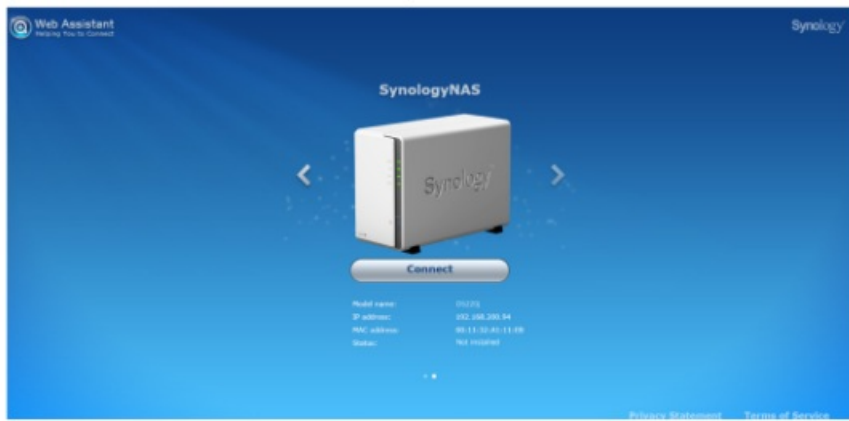 Web Assistant
Helping You to Connect
Synology
SynologyNAS
Synology
Connect
Model name:
IP address:
MAC address:
Status: Not installed
Privacy Statement Terms of Service